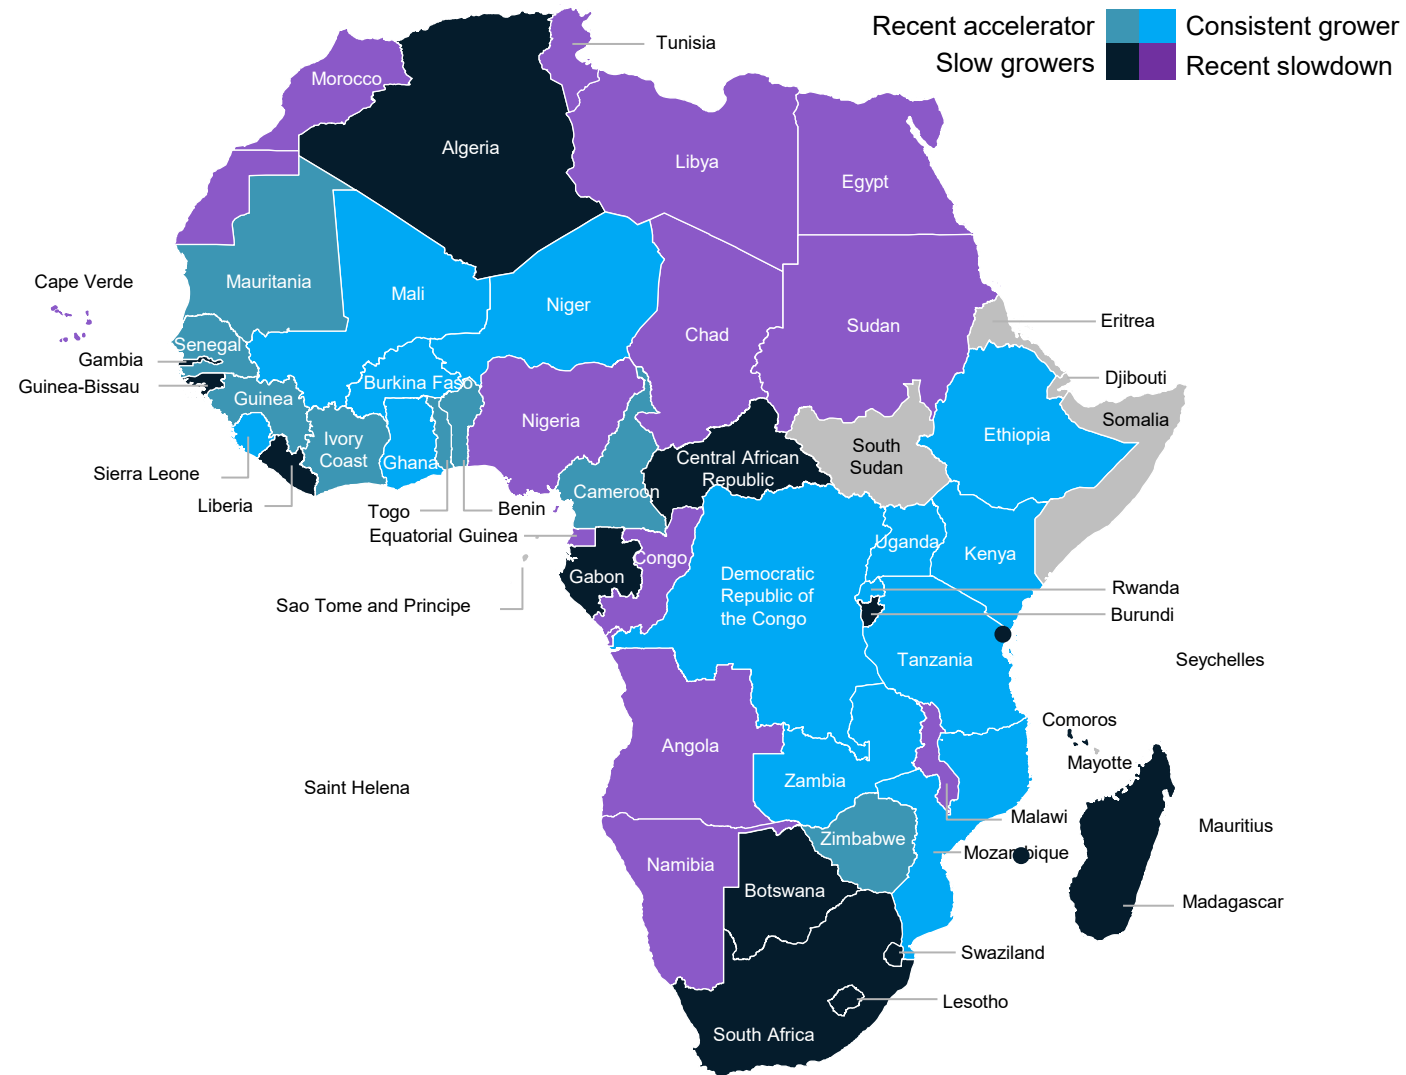 Recent accelerator
Consistent grower
Slow growers
Recent slowdown
Tunisia
Morocco
Algeria
Libya
Egypt
Cape Verde
Mauritania
Mali
Niger
Chad
Sudan
Eritrea
Senegal
Gambia
Guinea-Bissau
Djibouti
Burkina Faso
Guinea
Somalia
Nigeria
Ethiopia
Ivory
Coast
Ghana
South
Sudan
Central African
Republic
Sierra Leone
Cameroon
Liberia
Togo
Benin
Equatorial Guinea
Uganda
Kenya
Congo
Gabon
Democratic
Republic of
the Congo
Rwanda
Sao Tome and Principe
Burundi
Tanzania
Seychelles
Comoros
Angola
Mayotte
Zambia
Saint Helena
Malawi
Mauritius
Zimbabwe
Mozambique
Namibia
Botswana
Madagascar
Swaziland
Lesotho
South Africa